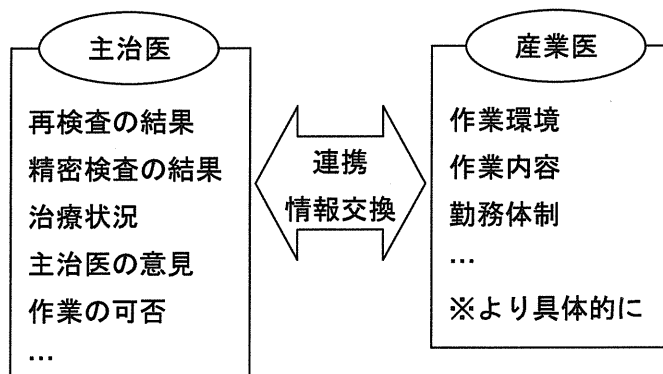 主治医
再検査の結果
精密検査の結果
治療状況
主治医の意見
作業の可否
…
連携
情報交換
産業医
作業環境
作業内容
勤務体制
…
※より具体的に